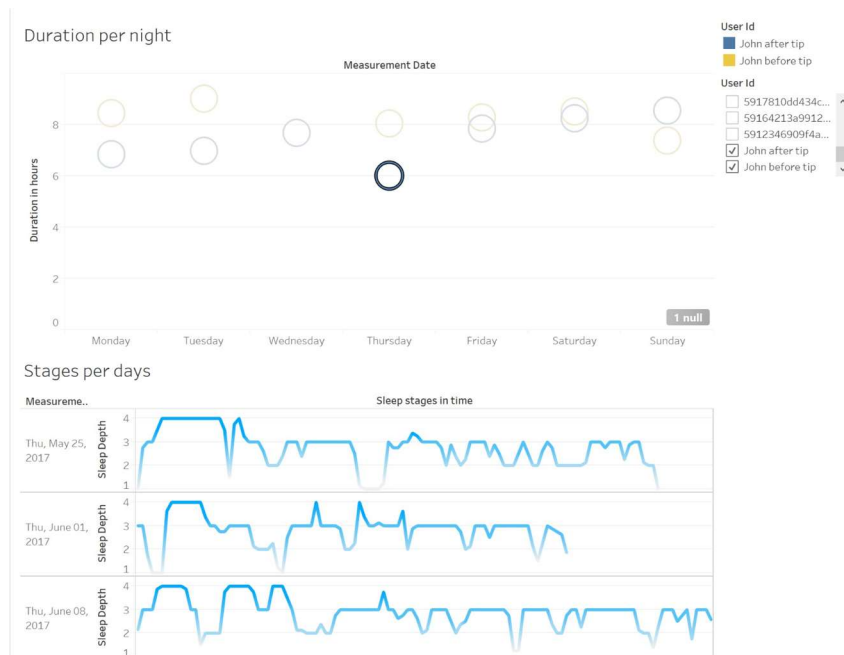 Duration per night
Measurement Date
Duration in hours
8
6
4
2
0
1 null
Monday Tuesday Wednesday Thursday Friday Saturday Sunday
User Id
John after tip
John before tip
User Id
5917810dd434c...
59164213a9912...
5912346909f4a...
John after tip
John before tip
Stages per days
Measureme..
Sleep stages in time
Thu, May 25,
2017
Sleep Depth
4
3
2
1
Thu, June 01,
2017
Sleep Depth
4
3
2
1
Thu, June 08,
2017
Sleep Depth
4
3
2
1